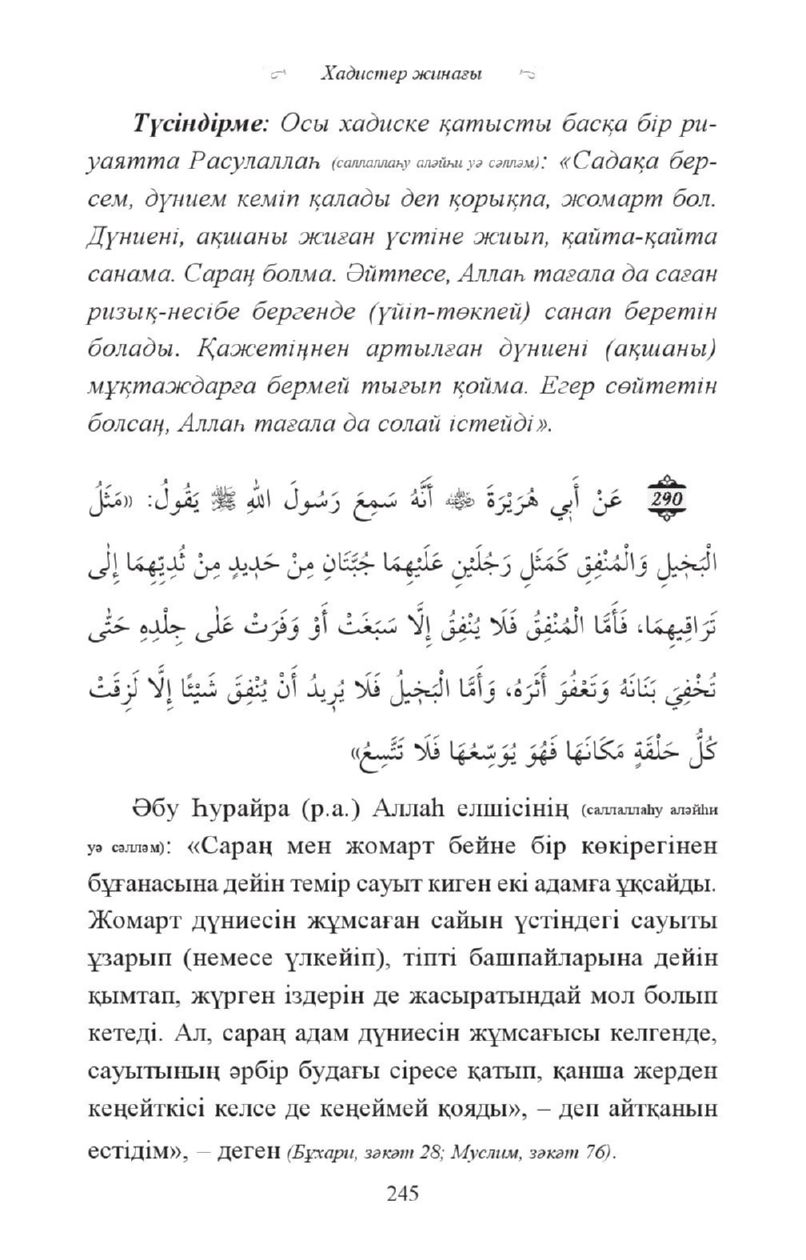 Хадистер жинағы
Түсіндірме: Осы хадиске қатысты басқа бір ри-
уаятта Расулаллаһ (саллаллаһу аләйһи уә сәлләм): «Садақа бер-
сем, дүнием кеміп қалады деп қорықпа, жомарт бол.
Дүниені, ақшаны жиған үстіне жиып, қайта-қайта
санама. Сараң болма. Әйтпесе, Аллаһ тағала да саған
ризық-несібе бергенде (үйіп-төкпей) санап беретін
болады. Қажетіңнен артылған дүниені (ақшаны)
мұқтаждарға бермей тығып қойма. Егер сөйтетін
болсаң, Аллаһ тағала да солай істейді».
290 عَنْ أَبِي هُرَيْرَةَ ﷺ أَنَّهُ سَمِعَ رَسُولَ اللهِ ﷺ يَقُولُ: «مَثَلُ
الْبَخِيلِ وَالْمُنْفِقِ كَمَثَلِ رَجُلَيْنِ عَلَيْهِمَا جُبَّتَانِ مِنْ حَدِيدٍ مِنْ ثُدِيِّهِمَا إِلَى
تَرَاقِيهِمَا، فَأَمَّا الْمُنْفِقُ فَلَا يُنْفِقُ إِلَّا سَبَغَتْ أَوْ وَفَرَتْ عَلَى جِلْدِهِ حَتَّى
تُخْفِيَ بَنَانَهُ وَتَعْفُوَ أَثَرَهُ، وَأَمَّا الْبَخِيلُ فَلَا يُرِيدُ أَنْ يُنْفِقَ شَيْئًا إِلَّا لَزِقَتْ
كُلُّ حَلْقَةٍ مَكَانَهَا فَهُوَ يُوَسِّعُهَا فَلَا تَتَّسِعُ»
Әбу Һурайра (р.а.) Аллаһ елшісінің (саллаллаһу аләйһи
уә сәлләм): «Сараң мен жомарт бейне бір көкірегінен
бұғанасына дейін темір сауыт киген екі адамға ұқсайды.
Жомарт дүниесін жұмсаған сайын үстіндегі сауыты
ұзарып (немесе үлкейіп), тіпті башпайларына дейін
қымтап, жүрген іздерін де жасыратындай мол болып
кетеді. Ал, сараң адам дүниесін жұмсағысы келгенде,
сауытының әрбір будағы сіресе қатып, қанша жерден
кеңейткісі келсе де кеңеймей қояды», – деп айтқанын
естідім», – деген (Бұхари, зәкәт 28; Муслим, зәкәт 76).
245